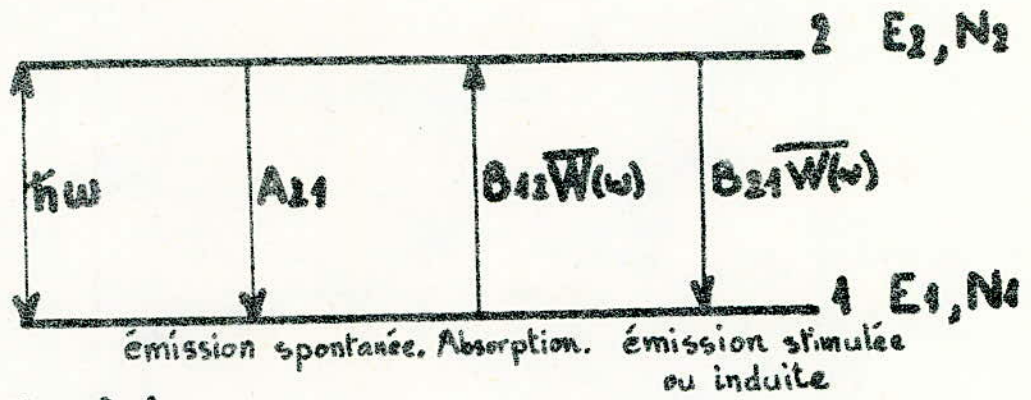 2 E₂, N₂
ħω A₂₁ B₁₂W̅(ω) B₂₁W̅(ω)
1 E₁, N₁
émission spontanée. Absorption. émission stimulée
ou induite